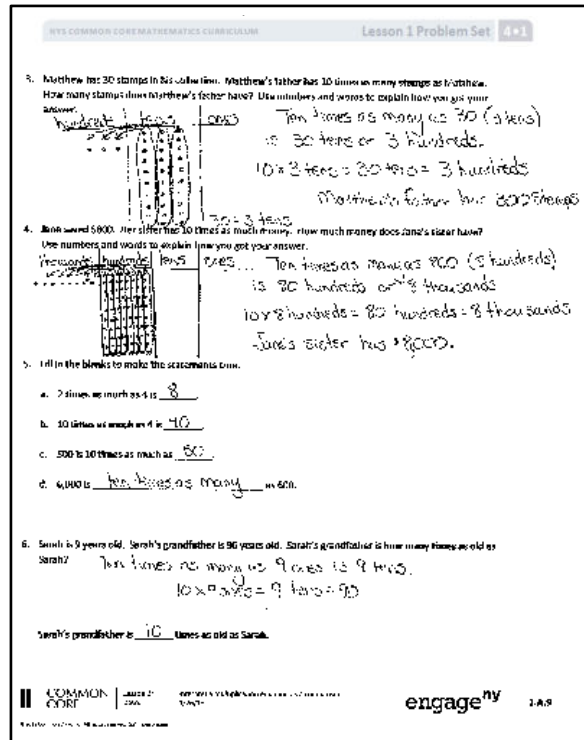 NYS COMMON CORE MATHEMATICS CURRICULUM
Lesson 1 Problem Set 4•1
3. Matthew has 30 stamps in his collection. Matthew's father has 10 times as many stamps as Matthew.
How many stamps does Matthew's father have? Use numbers and words to explain how you got your
answer.
hundreds tens ones
Ten times as many as 30 (3 tens)
is 30 tens or 3 hundreds.
10 × 3 tens = 30 tens = 3 hundreds
Matthew's father has 300 stamps
30 = 3 tens
4. Jane saved $800. Her sister has 10 times as much money. How much money does Jane's sister have?
Use numbers and words to explain how you got your answer.
thousands hundreds tens ones
Ten times as many as 800 (8 hundreds)
is 80 hundreds or 8 thousands
10 × 8 hundreds = 80 hundreds = 8 thousands
Jane's sister has $8,000.
5. Fill in the blanks to make the statements true.
a. 2 times as much as 4 is 8
b. 10 times as much as 4 is 40
c. 500 is 10 times as much as 50
d. 6,000 is ten times as many as 600.
6. Sarah is 9 years old. Sarah's grandfather is 90 years old. Sarah's grandfather is how many times as old as
Sarah?
Ten times as many as 9 ones is 9 tens.
10 × 9 ones = 9 tens = 90
Sarah's grandfather is 10 times as old as Sarah.
COMMON CORE
engage ny
1.A.9